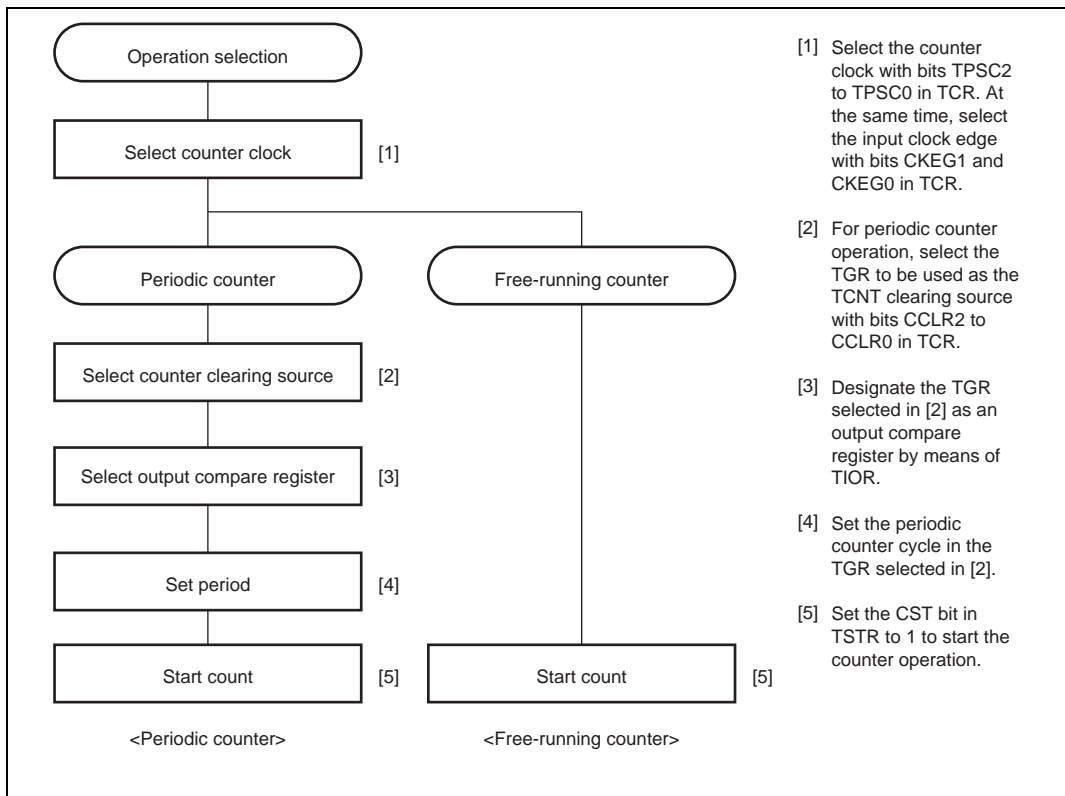 Operation selection
Select counter clock
[1]
Periodic counter
Free-running counter
Select counter clearing source
[2]
Select output compare register
[3]
Set period
[4]
Start count
[5]
Start count
[5]
<Periodic counter>
<Free-running counter>
[1] Select the counter
clock with bits TPSC2
to TPSC0 in TCR. At
the same time, select
the input clock edge
with bits CKEG1 and
CKEG0 in TCR.
[2] For periodic counter
operation, select the
TGR to be used as the
TCNT clearing source
with bits CCLR2 to
CCLR0 in TCR.
[3] Designate the TGR
selected in [2] as an
output compare
register by means of
TIOR.
[4] Set the periodic
counter cycle in the
TGR selected in [2].
[5] Set the CST bit in
TSTR to 1 to start the
counter operation.